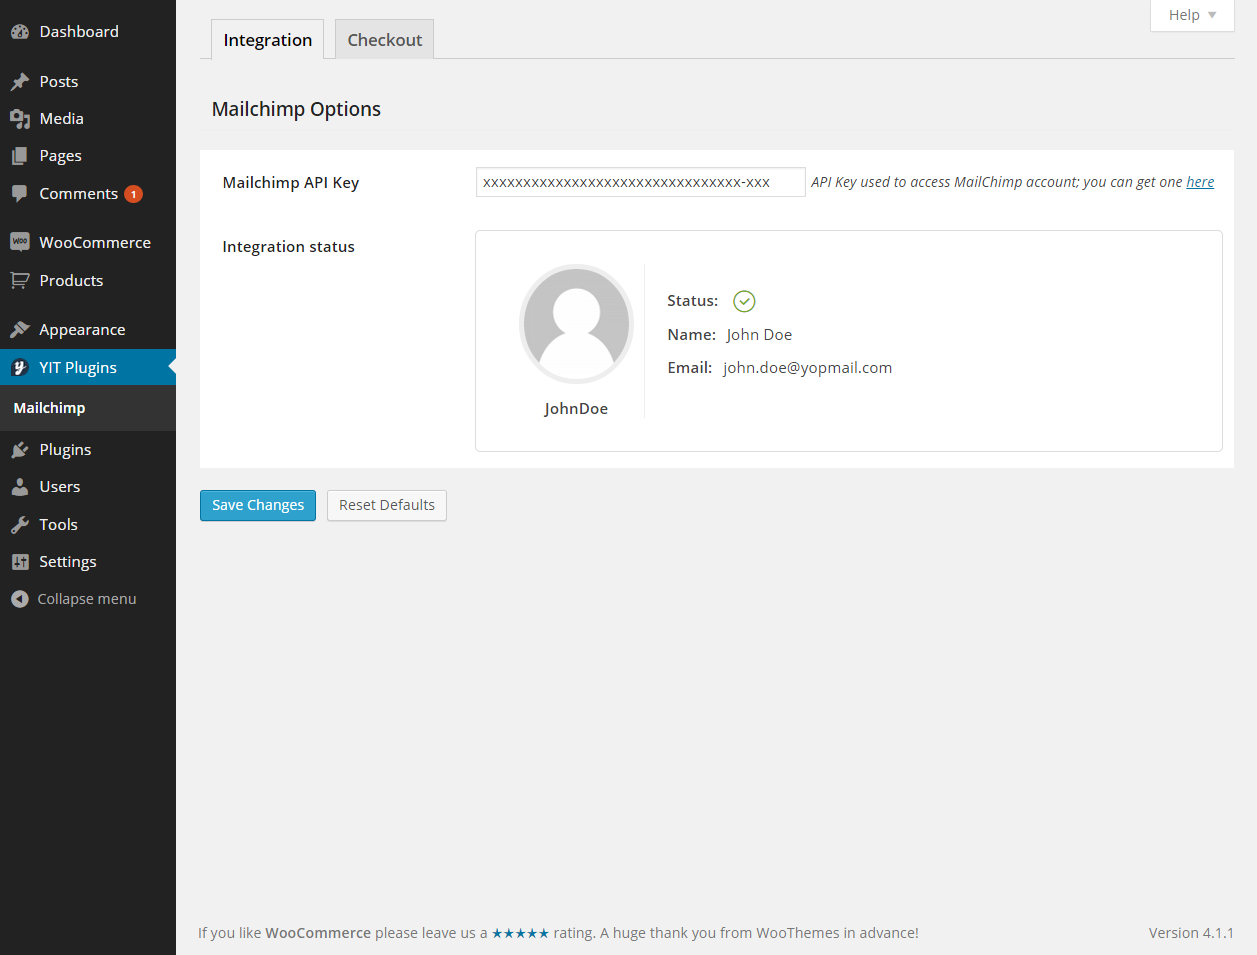 Dashboard
Posts
Media
Pages
Comments 1
WooCommerce
Products
Appearance
YIT Plugins
Mailchimp
Plugins
Users
Tools
Settings
Collapse menu
Help
Integration Checkout
Mailchimp Options
Mailchimp API Key xxxxxxxxxxxxxxxxxxxxxxxxxxxxxxxx-xxx API Key used to access MailChimp account; you can get one here
Integration status
Status:
Name: John Doe
Email: john.doe@yopmail.com
JohnDoe
Save Changes Reset Defaults
If you like WooCommerce please leave us a ★★★★★ rating. A huge thank you from WooThemes in advance!
Version 4.1.1